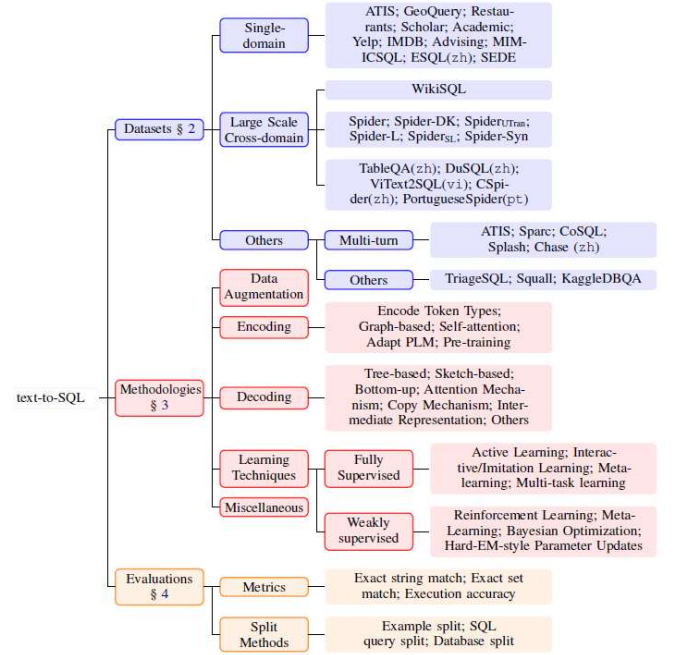 text-to-SQL
Datasets § 2
Single-
domain
ATIS; GeoQuery; Restau-
rants; Scholar; Academic;
Yelp; IMDB; Advising; MIM-
ICSQL; ESQL(zh); SEDE
Large Scale
Cross-domain
WikiSQL
Spider; Spider-DK; SpiderUTran;
Spider-L; SpiderSL; Spider-Syn
TableQA(zh); DuSQL(zh);
ViText2SQL(vi); CSpi-
der(zh); PortugueseSpider(pt)
Others
Multi-turn
ATIS; Sparc; CoSQL;
Splash; Chase (zh)
Others
TriageSQL; Squall; KaggleDBQA
Methodologies
§ 3
Data
Augmentation
Encoding
Encode Token Types;
Graph-based; Self-attention;
Adapt PLM; Pre-training
Decoding
Tree-based; Sketch-based;
Bottom-up; Attention Mecha-
nism; Copy Mechanism; Inter-
mediate Representation; Others
Learning
Techniques
Fully
Supervised
Active Learning; Interac-
tive/Imitation Learning; Meta-
learning; Multi-task learning
Weakly
supervised
Reinforcement Learning; Meta-
Learning; Bayesian Optimization;
Hard-EM-style Parameter Updates
Miscellaneous
Evaluations
§ 4
Metrics
Exact string match; Exact set
match; Execution accuracy
Split
Methods
Example split; SQL
query split; Database split